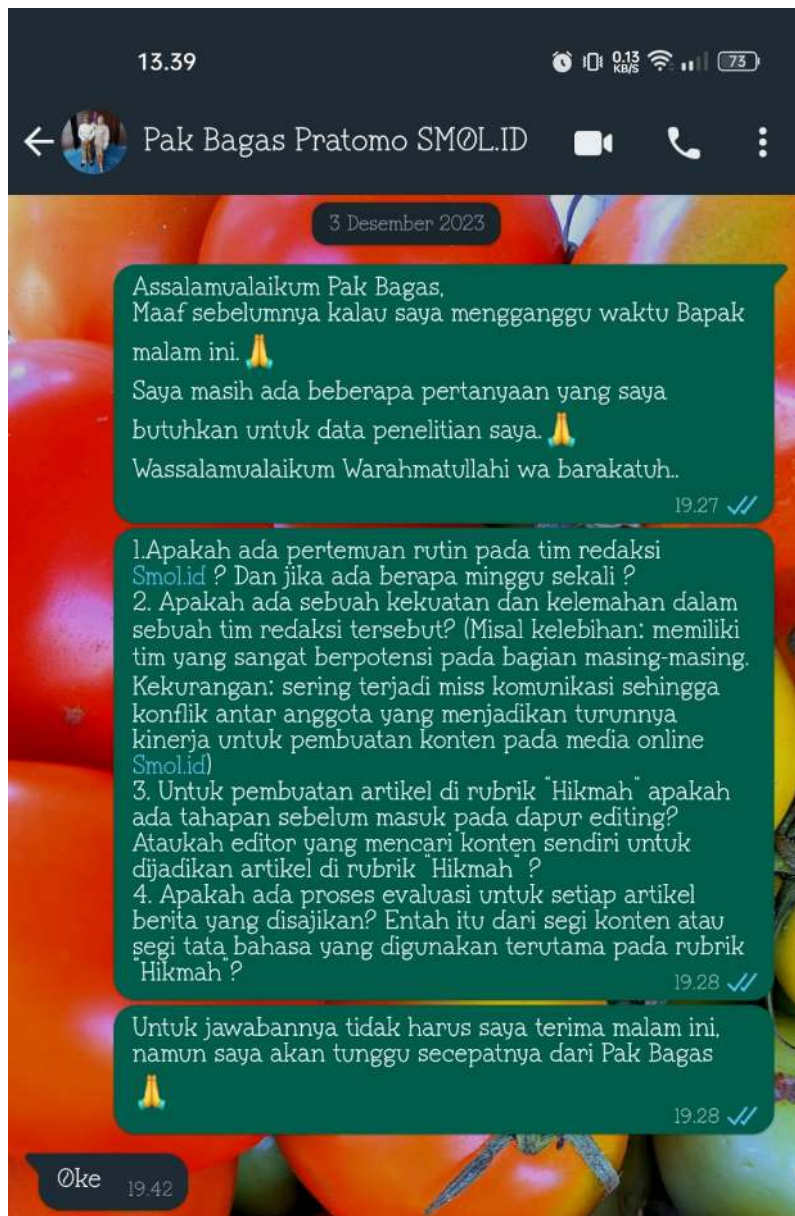 13.39
0.13 KB/S
73
Pak Bagas Pratomo SMOL.ID
3 Desember 2023
Assalamualaikum Pak Bagas,
Maaf sebelumnya kalau saya mengganggu waktu Bapak
malam ini. 🙏
Saya masih ada beberapa pertanyaan yang saya
butuhkan untuk data penelitian saya. 🙏
Wassalamualaikum Warahmatullahi wa barakatuh..
19.27
1.Apakah ada pertemuan rutin pada tim redaksi
Smol.id ? Dan jika ada berapa minggu sekali ?
2. Apakah ada sebuah kekuatan dan kelemahan dalam
sebuah tim redaksi tersebut? (Misal kelebihan: memiliki
tim yang sangat berpotensi pada bagian masing-masing.
Kekurangan: sering terjadi miss komunikasi sehingga
konflik antar anggota yang menjadikan turunnya
kinerja untuk pembuatan konten pada media online
Smol.id)
3. Untuk pembuatan artikel di rubrik "Hikmah" apakah
ada tahapan sebelum masuk pada dapur editing?
Ataukah editor yang mencari konten sendiri untuk
dijadikan artikel di rubrik "Hikmah" ?
4. Apakah ada proses evaluasi untuk setiap artikel
berita yang disajikan? Entah itu dari segi konten atau
segi tata bahasa yang digunakan terutama pada rubrik
"Hikmah"?
19.28
Untuk jawabannya tidak harus saya terima malam ini,
namun saya akan tunggu secepatnya dari Pak Bagas
🙏
19.28
Oke
19.42